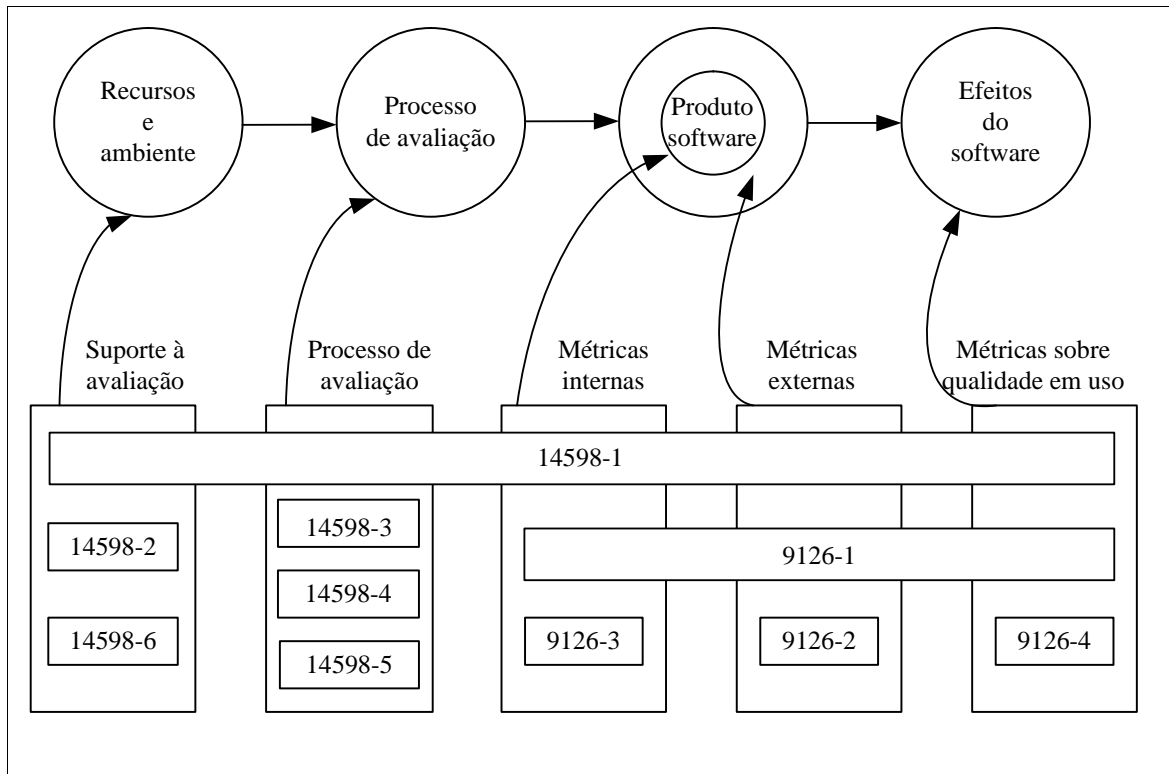 Recursos
e
ambiente
Processo
de avaliação
Produto
software
Efeitos
do
software
Suporte à
avaliação
Processo de
avaliação
Métricas
internas
Métricas
externas
Métricas sobre
qualidade em uso
14598-1
14598-2
14598-6
14598-3
14598-4
14598-5
9126-1
9126-3
9126-2
9126-4